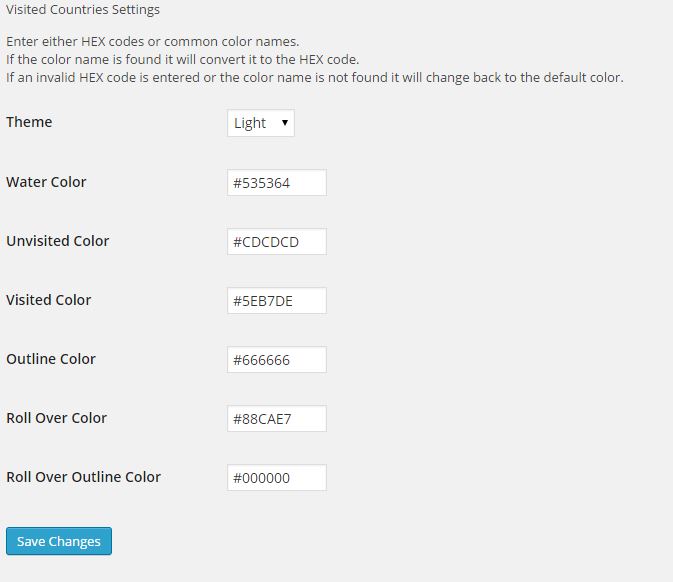 Visited Countries Settings
Enter either HEX codes or common color names.
If the color name is found it will convert it to the HEX code.
If an invalid HEX code is entered or the color name is not found it will change back to the default color.
Theme Light
Water Color #535364
Unvisited Color #CDCDCD
Visited Color #5EB7DE
Outline Color #666666
Roll Over Color #88CAE7
Roll Over Outline Color #000000
Save Changes